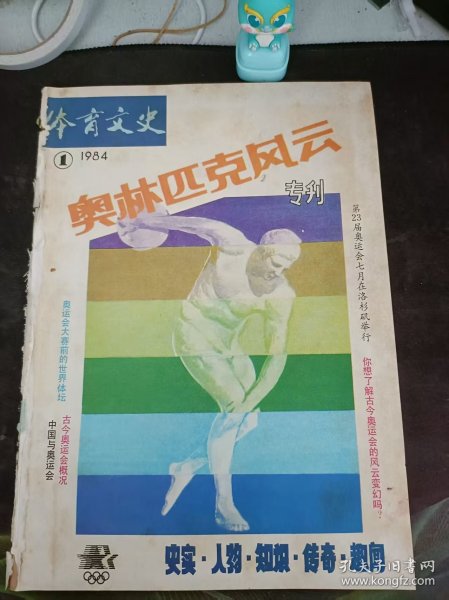 体育文史
① 1984
奥林匹克风云
专刊
第23届奥运会七月在洛杉矶举行
你想了解古今奥运会的风云变幻吗？
奥运会大赛前的世界体坛
古今奥运会概况
中国与奥运会
史实·人物·知识·传奇·趣闻
孔夫子旧书网
www.kongfz.com